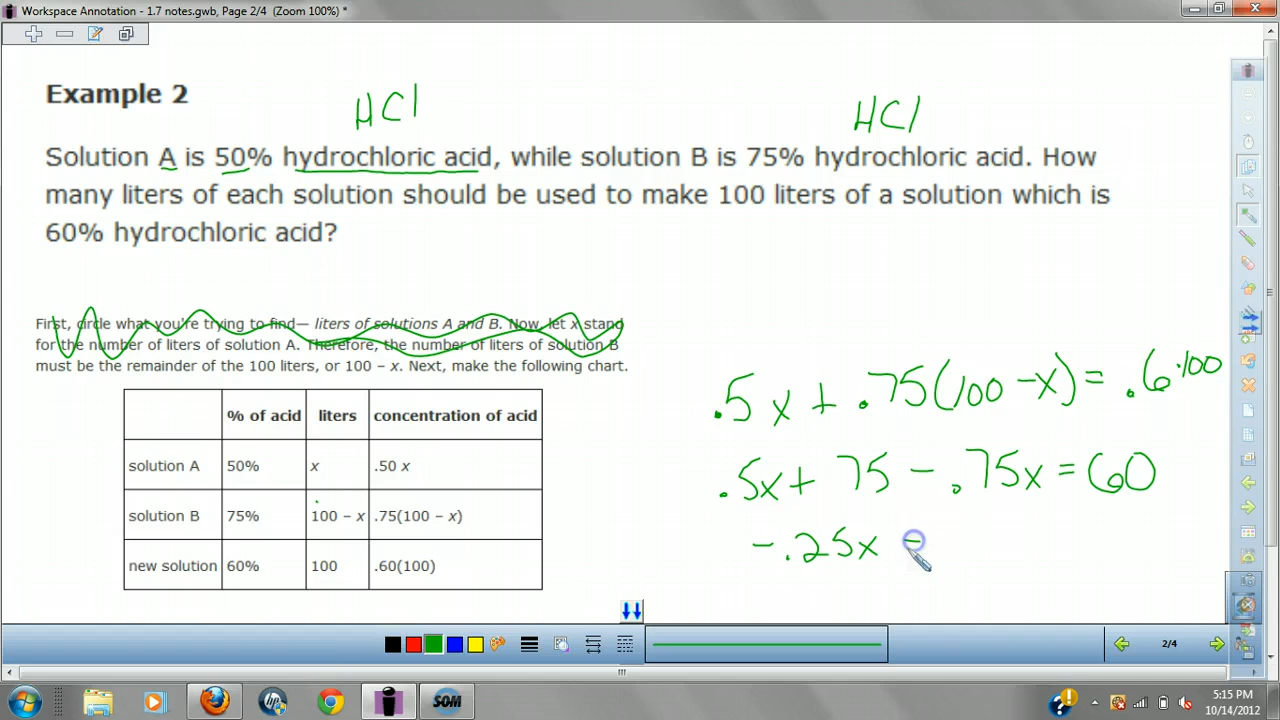 Workspace Annotation - 1.7 notes.gwb, Page 2/4 (Zoom 100%) *
Example 2
HCl HCl
Solution A is 50% hydrochloric acid, while solution B is 75% hydrochloric acid. How
many liters of each solution should be used to make 100 liters of a solution which is
60% hydrochloric acid?
First, circle what you're trying to find— liters of solutions A and B. Now, let x stand
for the number of liters of solution A. Therefore, the number of liters of solution B
must be the remainder of the 100 liters, or 100 – x. Next, make the following chart.
% of acid liters concentration of acid
solution A 50% x .50 x
solution B 75% 100 – x .75(100 – x)
new solution 60% 100 .60(100)
.5x + .75(100 - x) = .6·100
.5x + 75 - .75x = 60
-.25x =
2/4
SOM
5:15 PM
10/14/2012